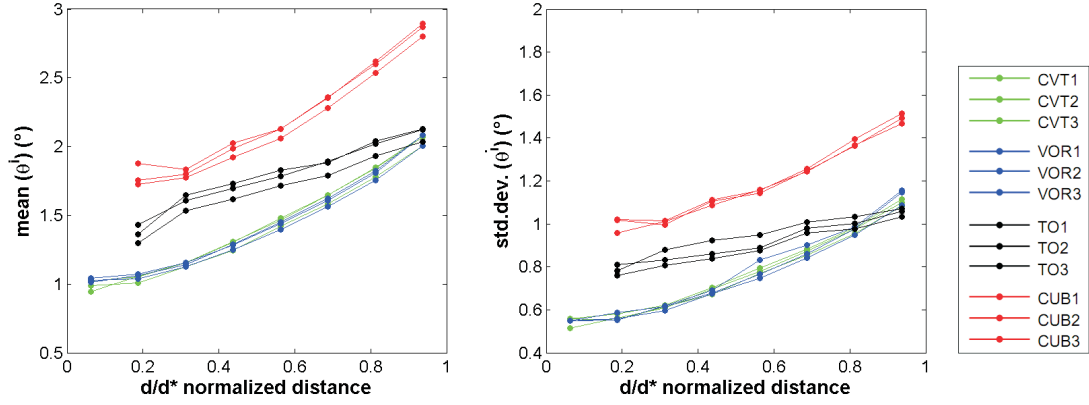 mean (θⁱ) (°)
3
2.5
2
1.5
1
0.5
0
0.2
0.4
0.6
0.8
1
d/d* normalized distance
std.dev. (θⁱ) (°)
2
1.8
1.6
1.4
1.2
1
0.8
0.6
0.4
0
0.2
0.4
0.6
0.8
1
d/d* normalized distance
CVT1
CVT2
CVT3
VOR1
VOR2
VOR3
TO1
TO2
TO3
CUB1
CUB2
CUB3